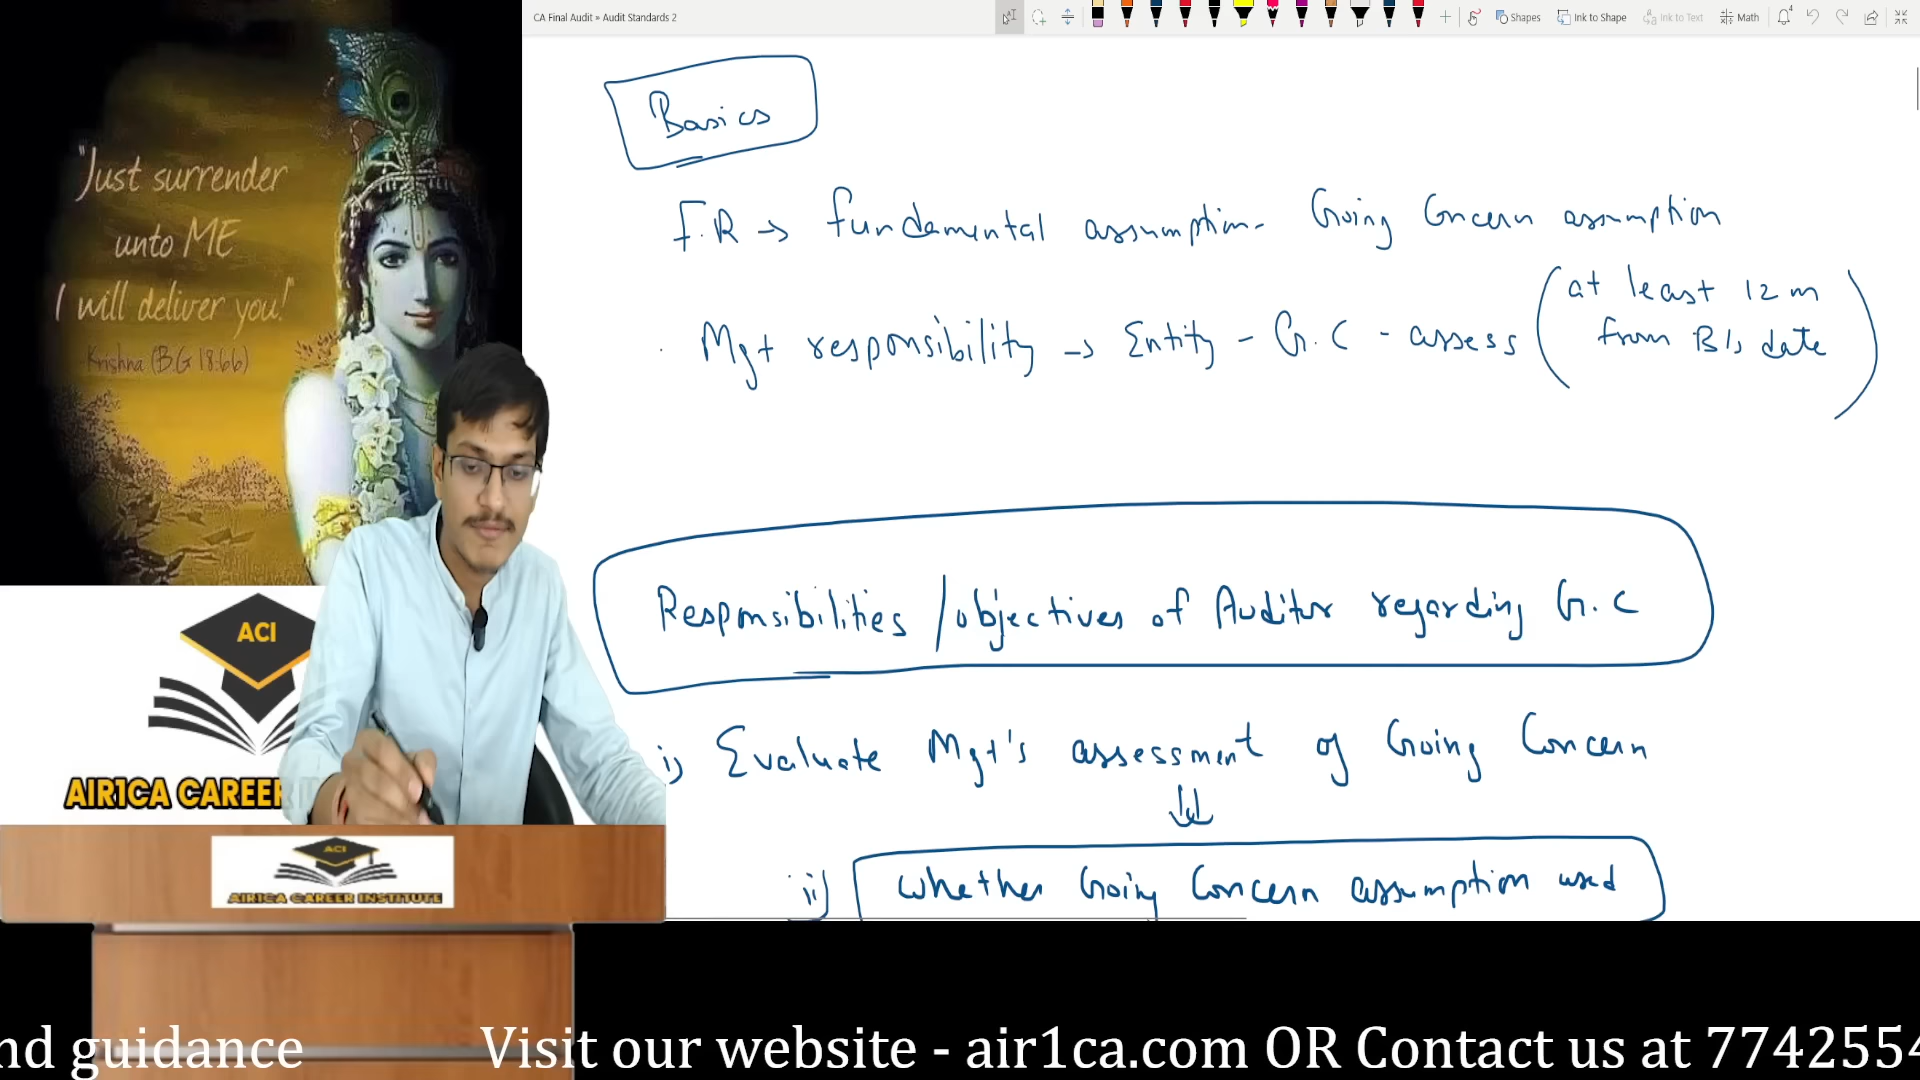 CA Final Audit » Audit Standards 2
Shapes
Ink to Shape
Ink to Text
Math
"Just surrender
unto ME
I will deliver you!"
Krishna (B.G 18:66)
Basics
F.R → fundamental assumption - Going Concern assumption
Mgt responsibility → Entity - G.C - assess (at least 12 m
from B/s date)
Responsibilities / objectives of Auditor regarding G.C
i) Evaluate Mgt's assessment of Going Concern
ii) Whether Going Concern assumption used
ACI
AIR1CA CAREER
ACI
AIR1CA CAREER INSTITUTE
nd guidance
Visit our website - air1ca.com OR Contact us at 7742554